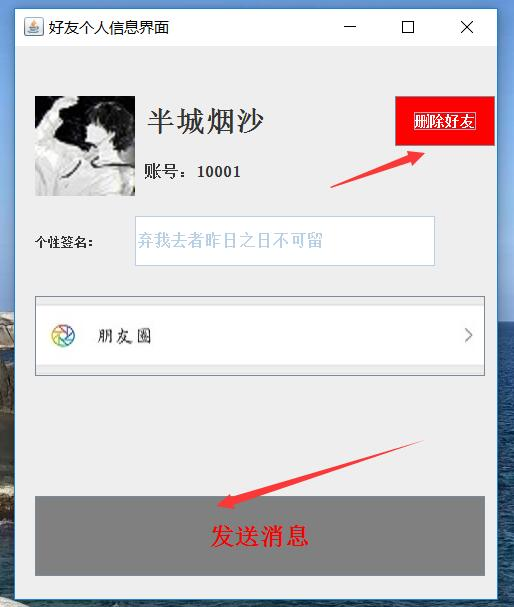 好友个人信息界面
半城烟沙
删除好友
账号：10001
个性签名：
弃我去者昨日之日不可留
朋友圈
发送消息